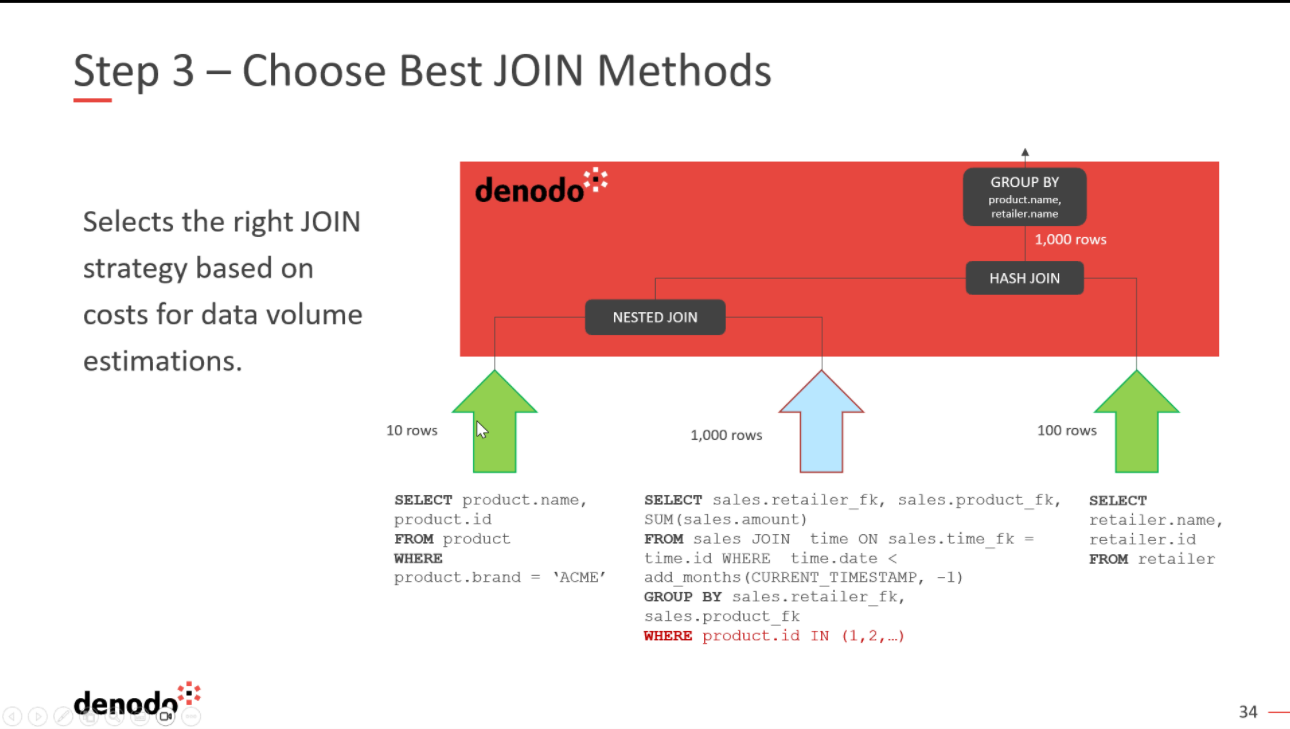 Step 3 – Choose Best JOIN Methods
Selects the right JOIN
strategy based on
costs for data volume
estimations.
denodo
GROUP BY
product.name,
retailer.name
1,000 rows
HASH JOIN
NESTED JOIN
10 rows
1,000 rows
100 rows
SELECT product.name,
product.id
FROM product
WHERE
product.brand = ‘ACME’
SELECT sales.retailer_fk, sales.product_fk,
SUM(sales.amount)
FROM sales JOIN time ON sales.time_fk =
time.id WHERE time.date <
add_months(CURRENT_TIMESTAMP, -1)
GROUP BY sales.retailer_fk,
sales.product_fk
WHERE product.id IN (1,2,…)
SELECT
retailer.name,
retailer.id
FROM retailer
denodo
34